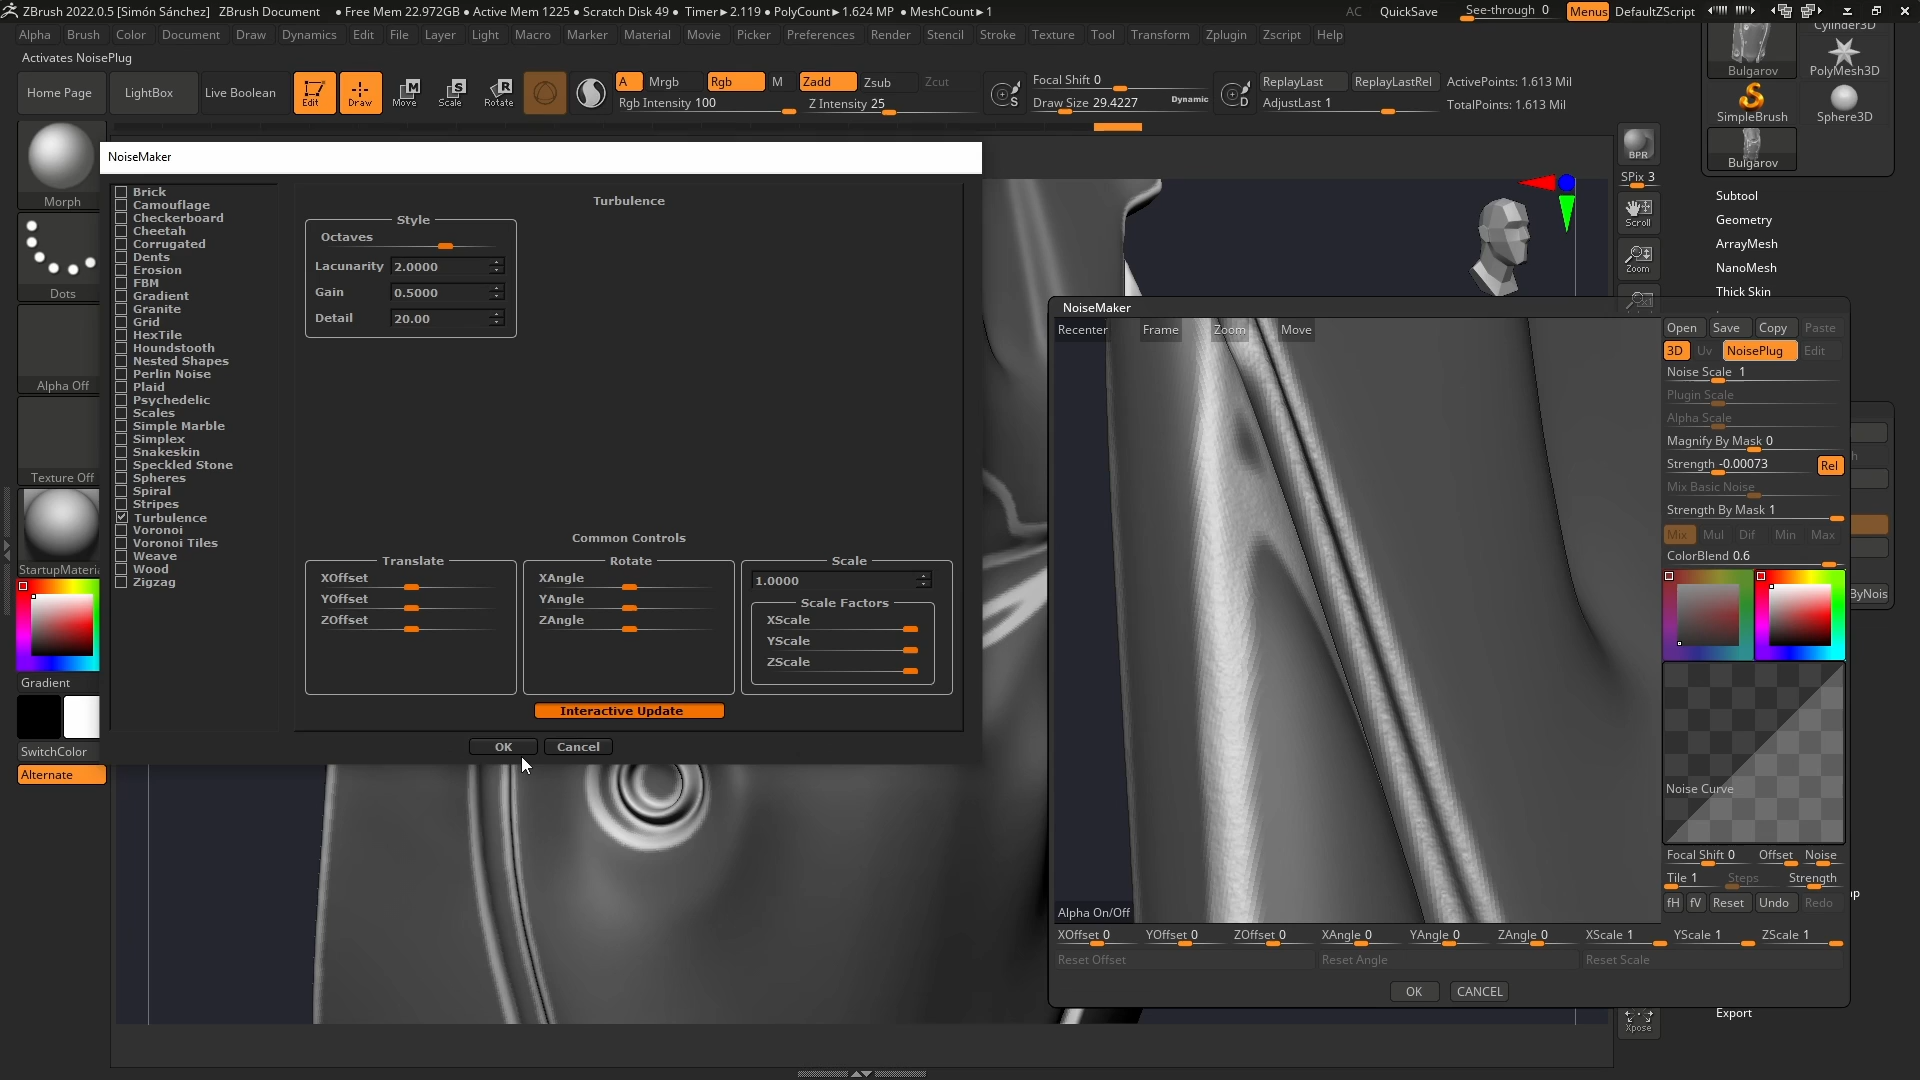 ZBrush 2022.0.5 [Simón Sánchez] ZBrush Document • Free Mem 22.972GB • Active Mem 1225 • Scratch Disk 49 • Timer▸2.119 • PolyCount▸1.624 MP • MeshCount▸1 AC QuickSave See-through 0 Menus DefaultZScript
Alpha Brush Color Document Draw Dynamics Edit File Layer Light Macro Marker Material Movie Picker Preferences Render Stencil Stroke Texture Tool Transform Zplugin Zscript Help
Activates NoisePlug
Home Page LightBox Live Boolean Edit Draw Move Scale Rotate
A Mrgb Rgb M Zadd Zsub Zcut
Rgb Intensity 100 Z Intensity 25
Focal Shift 0
Draw Size 29.4227 Dynamic
ReplayLast ReplayLastRel ActivePoints: 1.613 Mil
AdjustLast 1 TotalPoints: 1.613 Mil
Cylinder3D
Bulgarov PolyMesh3D
SimpleBrush Sphere3D
Bulgarov
Morph
Dots
Alpha Off
Texture Off
StartupMateria
Gradient
SwitchColor
Alternate
NoiseMaker
Brick
Camouflage
Checkerboard
Cheetah
Corrugated
Dents
Erosion
FBM
Gradient
Granite
Grid
HexTile
Houndstooth
Nested Shapes
Perlin Noise
Plaid
Psychedelic
Scales
Simple Marble
Simplex
Snakeskin
Speckled Stone
Spheres
Spiral
Stripes
Turbulence
Voronoi
Voronoi Tiles
Weave
Wood
Zigzag
Turbulence
Style
Octaves
Lacunarity 2.0000
Gain 0.5000
Detail 20.00
Common Controls
Translate
XOffset
YOffset
ZOffset
Rotate
XAngle
YAngle
ZAngle
Scale
1.0000
Scale Factors
XScale
YScale
ZScale
Interactive Update
OK Cancel
BPR
SPix 3
Scroll
Zoom
Xpose
Subtool
Geometry
ArrayMesh
NanoMesh
Thick Skin
ByNois
Export
NoiseMaker
Recenter Frame Zoom Move
Open Save Copy Paste
3D Uv NoisePlug Edit
Noise Scale 1
Plugin Scale
Alpha Scale
Magnify By Mask 0
Strength -0.00073 Rel
Mix Basic Noise
Strength By Mask 1
Mix Mul Dif Min Max
ColorBlend 0.6
Noise Curve
Focal Shift 0 Offset Noise
Tile 1 Steps Strength
fH fV Reset Undo Redo
Alpha On/Off
XOffset 0 YOffset 0 ZOffset 0 XAngle 0 YAngle 0 ZAngle 0 XScale 1 YScale 1 ZScale 1
Reset Offset Reset Angle Reset Scale
OK CANCEL